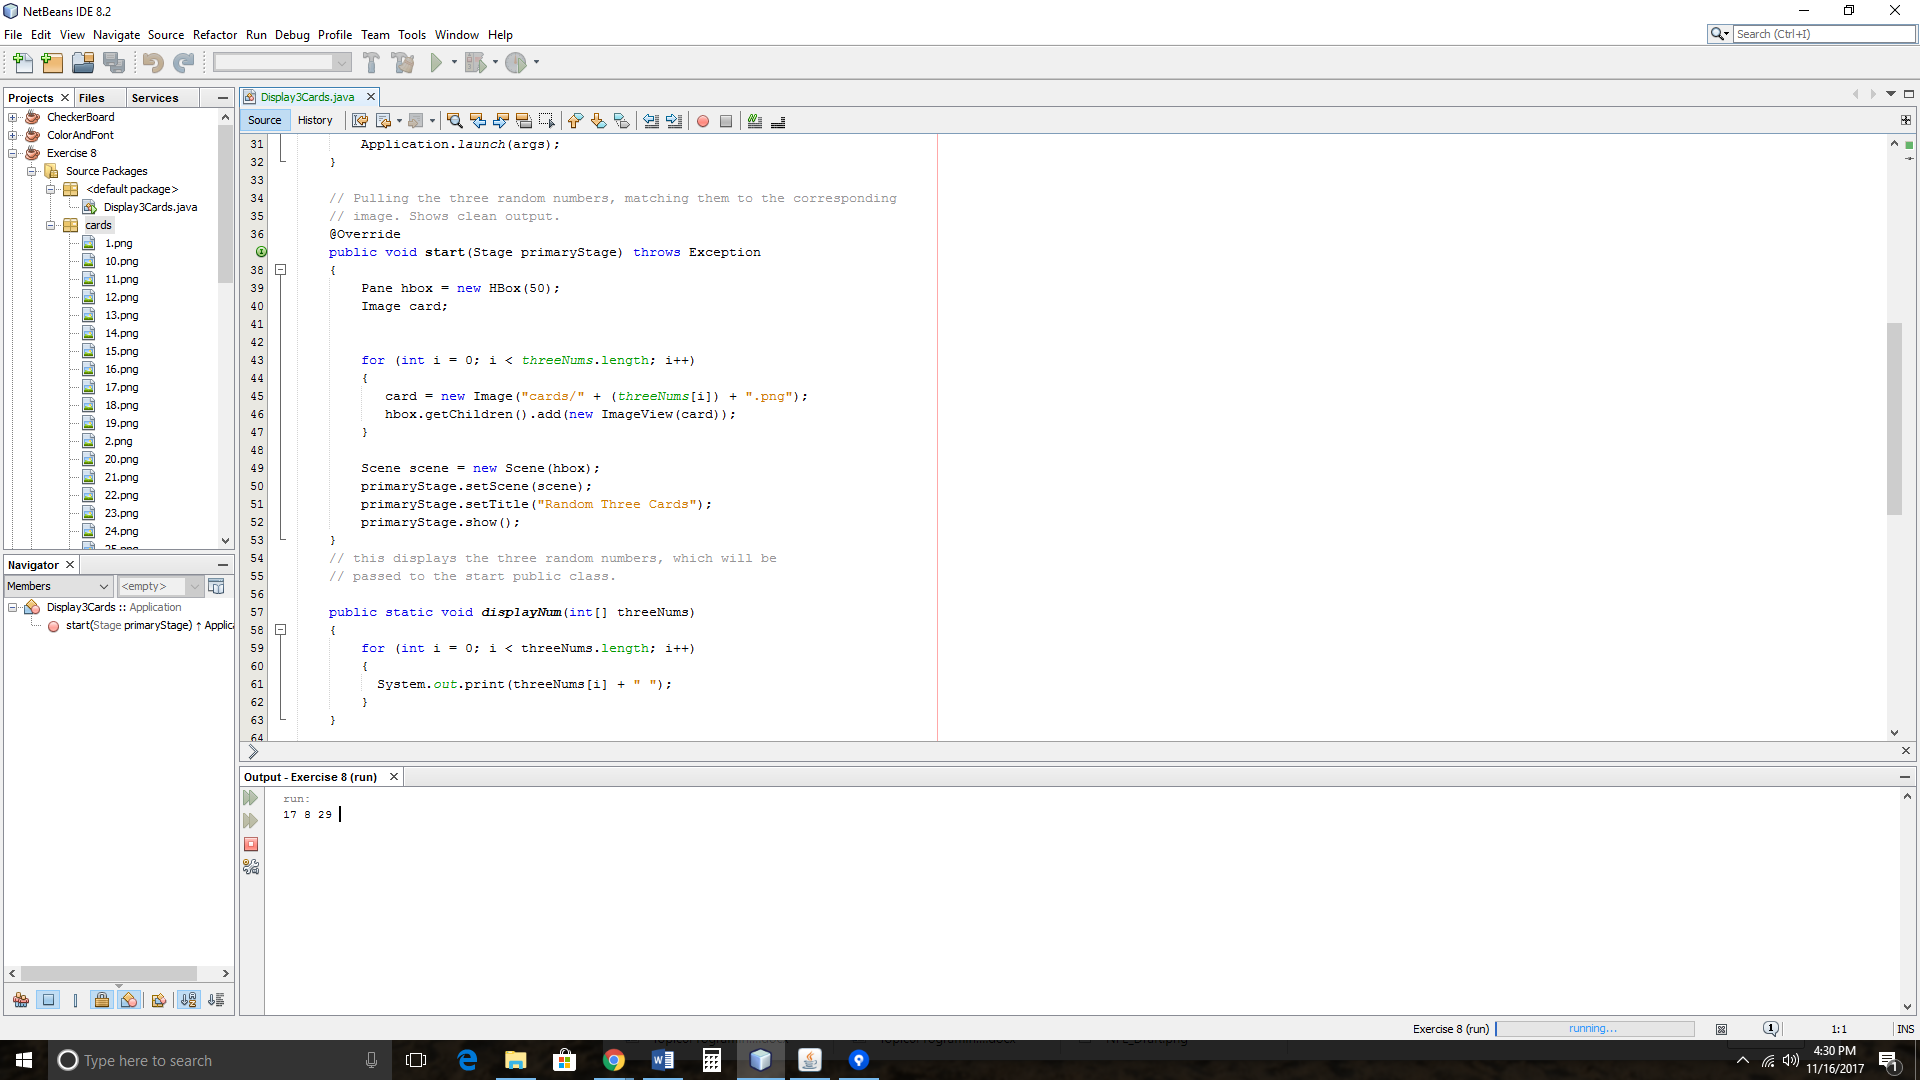 NetBeans IDE 8.2
File Edit View Navigate Source Refactor Run Debug Profile Team Tools Window Help
Search (Ctrl+I)
Projects Files Services
CheckerBoard
ColorAndFont
Exercise 8
Source Packages
<default package>
Display3Cards.java
cards
1.png
10.png
11.png
12.png
13.png
14.png
15.png
16.png
17.png
18.png
19.png
2.png
20.png
21.png
22.png
23.png
24.png
25.png
Navigator
Members <empty>
Display3Cards :: Application
start(Stage primaryStage) ↑ Applic
Display3Cards.java
Source History
31 Application.launch(args);
32 }
33
34 // Pulling the three random numbers, matching them to the corresponding
35 // image. Shows clean output.
36 @Override
public void start(Stage primaryStage) throws Exception
38 {
39 Pane hbox = new HBox(50);
40 Image card;
41
42
43 for (int i = 0; i < threeNums.length; i++)
44 {
45 card = new Image("cards/" + (threeNums[i]) + ".png");
46 hbox.getChildren().add(new ImageView(card));
47 }
48
49 Scene scene = new Scene(hbox);
50 primaryStage.setScene(scene);
51 primaryStage.setTitle("Random Three Cards");
52 primaryStage.show();
53 }
54 // this displays the three random numbers, which will be
55 // passed to the start public class.
56
57 public static void displayNum(int[] threeNums)
58 {
59 for (int i = 0; i < threeNums.length; i++)
60 {
61 System.out.print(threeNums[i] + " ");
62 }
63 }
64
Output - Exercise 8 (run)
run:
17 8 29
Exercise 8 (run) running... 1 1:1 INS
Type here to search
4:30 PM
11/16/2017
1